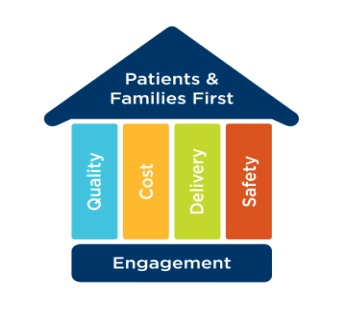 Patients &
Families First
Quality
Cost
Delivery
Safety
Engagement